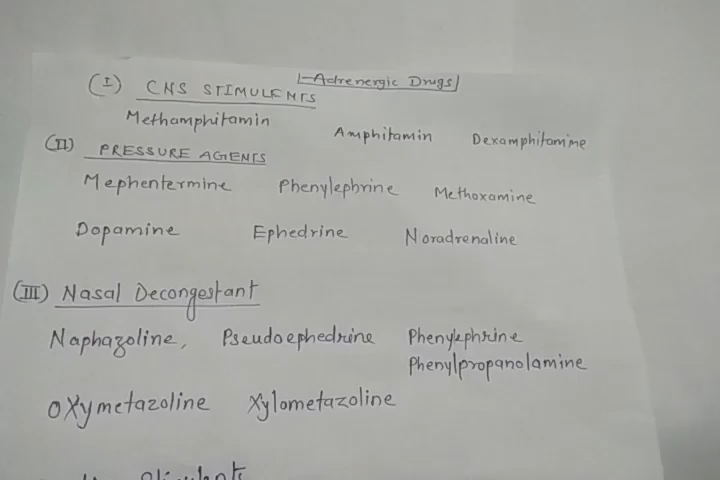 Adrenergic Drugs
(I) CNS STIMULENTS
Methamphitamin Amphitamin Dexamphitamine
(II) PRESSURE AGENTS
Mephentermine Phenylephrine Methoxamine
Dopamine Ephedrine Noradrenaline
(III) Nasal Decongestant
Naphazoline, Pseudoephedrine Phenylephrine
Phenylpropanolamine
Oxymetazoline Xylometazoline